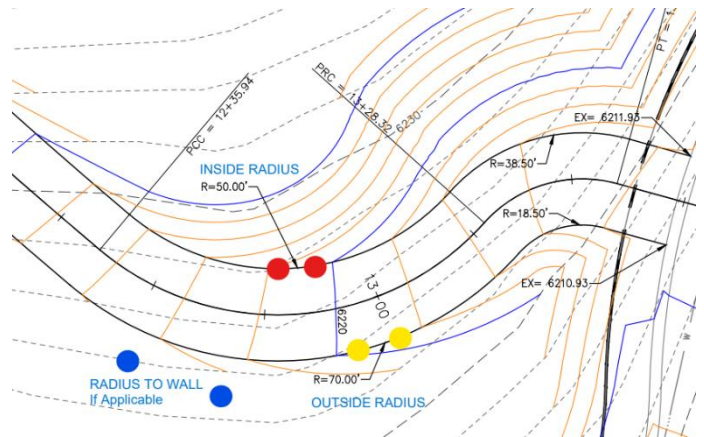 PT =
PCC = 12+35.94
PRC = 13+28.32
6230
EX= 6211.93
INSIDE RADIUS
R=50.00'
R=38.50'
R=18.50'
EX= 6210.93
13+00
6220
RADIUS TO WALL
If Applicable
R=70.00'
OUTSIDE RADIUS
W